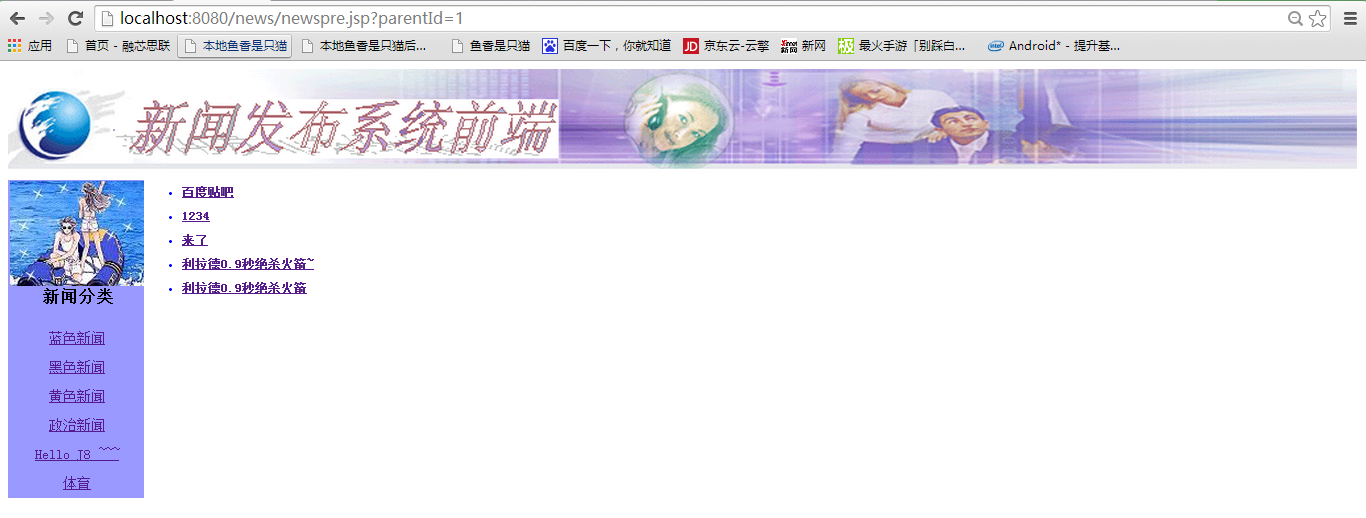 localhost:8080/news/newspre.jsp?parentId=1
应用 首页 - 融芯思联 本地鱼香是只猫 本地鱼香是只猫后... 鱼香是只猫 百度一下，你就知道 JD 京东云-云擎 新网 极 最火手游「别踩白... Android* - 提升基...
新闻发布系统前端
百度贴吧
1234
来了
利拉德0.9秒绝杀火箭~
利拉德0.9秒绝杀火箭
新闻分类
蓝色新闻
黑色新闻
黄色新闻
政治新闻
Hello J8 ~~~
体育